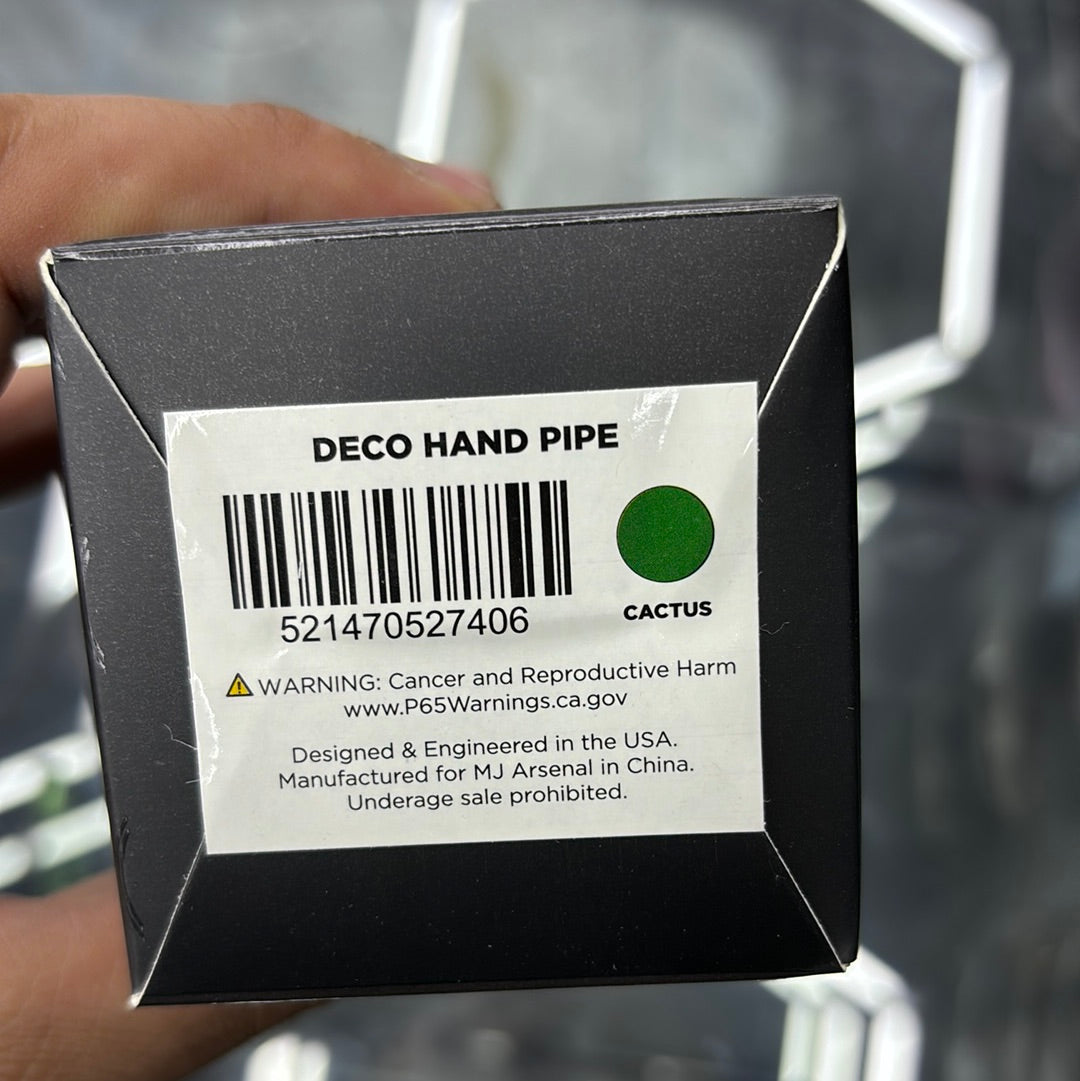 DECO HAND PIPE
521470527406
CACTUS
WARNING: Cancer and Reproductive Harm
www.P65Warnings.ca.gov
Designed & Engineered in the USA.
Manufactured for MJ Arsenal in China.
Underage sale prohibited.